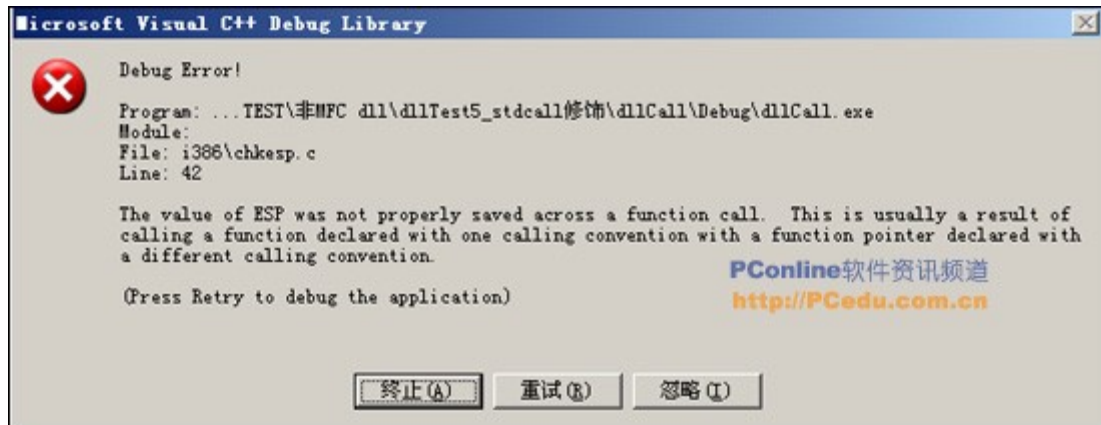 Microsoft Visual C++ Debug Library
Debug Error!
Program: ...TEST\非MFC dll\dllTest5_stdcall修饰\dllCall\Debug\dllCall.exe
Module:
File: i386\chkesp.c
Line: 42
The value of ESP was not properly saved across a function call.  This is usually a result of
calling a function declared with one calling convention with a function pointer declared with
a different calling convention.
PConline软件资讯频道
(Press Retry to debug the application)
http://PCedu.com.cn
终止(A)
重试(R)
忽略(I)